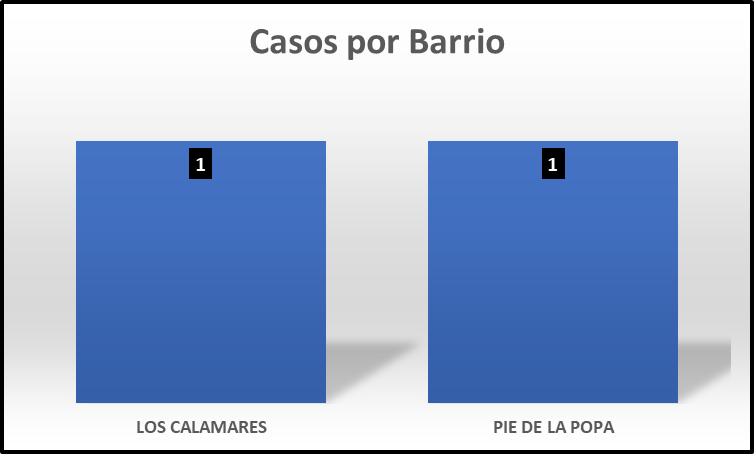 Casos por Barrio
1
1
LOS CALAMARES
PIE DE LA POPA